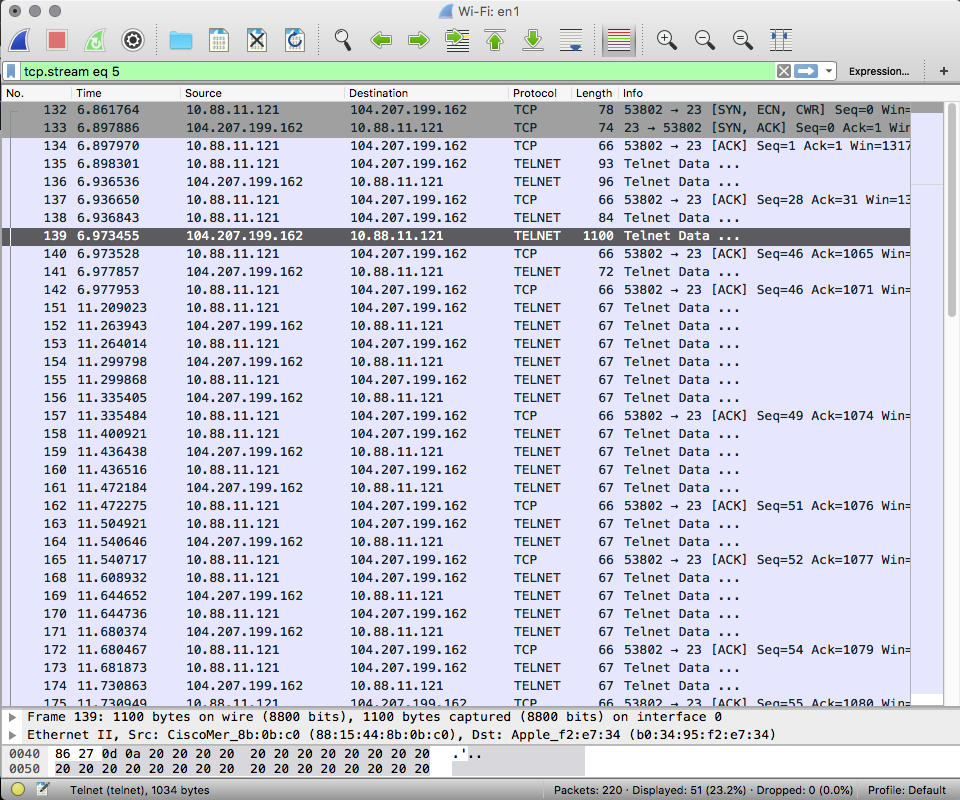 Wi-Fi: en1
tcp.stream eq 5 Expression... +
No. Time Source Destination Protocol Length Info
132 6.861764 10.88.11.121 104.207.199.162 TCP 78 53802 → 23 [SYN, ECN, CWR] Seq=0 Win=
133 6.897886 104.207.199.162 10.88.11.121 TCP 74 23 → 53802 [SYN, ACK] Seq=0 Ack=1 Win
134 6.897970 10.88.11.121 104.207.199.162 TCP 66 53802 → 23 [ACK] Seq=1 Ack=1 Win=1317
135 6.898301 10.88.11.121 104.207.199.162 TELNET 93 Telnet Data ...
136 6.936536 104.207.199.162 10.88.11.121 TELNET 96 Telnet Data ...
137 6.936650 10.88.11.121 104.207.199.162 TCP 66 53802 → 23 [ACK] Seq=28 Ack=31 Win=13
138 6.936843 10.88.11.121 104.207.199.162 TELNET 84 Telnet Data ...
139 6.973455 104.207.199.162 10.88.11.121 TELNET 1100 Telnet Data ...
140 6.973528 10.88.11.121 104.207.199.162 TCP 66 53802 → 23 [ACK] Seq=46 Ack=1065 Win=
141 6.977857 104.207.199.162 10.88.11.121 TELNET 72 Telnet Data ...
142 6.977953 10.88.11.121 104.207.199.162 TCP 66 53802 → 23 [ACK] Seq=46 Ack=1071 Win=
151 11.209023 10.88.11.121 104.207.199.162 TELNET 67 Telnet Data ...
152 11.263943 104.207.199.162 10.88.11.121 TELNET 67 Telnet Data ...
153 11.264014 10.88.11.121 104.207.199.162 TELNET 67 Telnet Data ...
154 11.299798 104.207.199.162 10.88.11.121 TELNET 67 Telnet Data ...
155 11.299868 10.88.11.121 104.207.199.162 TELNET 67 Telnet Data ...
156 11.335405 104.207.199.162 10.88.11.121 TELNET 67 Telnet Data ...
157 11.335484 10.88.11.121 104.207.199.162 TCP 66 53802 → 23 [ACK] Seq=49 Ack=1074 Win=
158 11.400921 10.88.11.121 104.207.199.162 TELNET 67 Telnet Data ...
159 11.436438 104.207.199.162 10.88.11.121 TELNET 67 Telnet Data ...
160 11.436516 10.88.11.121 104.207.199.162 TELNET 67 Telnet Data ...
161 11.472184 104.207.199.162 10.88.11.121 TELNET 67 Telnet Data ...
162 11.472275 10.88.11.121 104.207.199.162 TCP 66 53802 → 23 [ACK] Seq=51 Ack=1076 Win=
163 11.504921 10.88.11.121 104.207.199.162 TELNET 67 Telnet Data ...
164 11.540646 104.207.199.162 10.88.11.121 TELNET 67 Telnet Data ...
165 11.540717 10.88.11.121 104.207.199.162 TCP 66 53802 → 23 [ACK] Seq=52 Ack=1077 Win=
168 11.608932 10.88.11.121 104.207.199.162 TELNET 67 Telnet Data ...
169 11.644652 104.207.199.162 10.88.11.121 TELNET 67 Telnet Data ...
170 11.644736 10.88.11.121 104.207.199.162 TELNET 67 Telnet Data ...
171 11.680374 104.207.199.162 10.88.11.121 TELNET 67 Telnet Data ...
172 11.680467 10.88.11.121 104.207.199.162 TCP 66 53802 → 23 [ACK] Seq=54 Ack=1079 Win=
173 11.681873 10.88.11.121 104.207.199.162 TELNET 67 Telnet Data ...
174 11.730863 104.207.199.162 10.88.11.121 TELNET 67 Telnet Data ...
175 11.730949 10.88.11.121 104.207.199.162 TCP 66 53802 → 23 [ACK] Seq=55 Ack=1080 Win=
Frame 139: 1100 bytes on wire (8800 bits), 1100 bytes captured (8800 bits) on interface 0
Ethernet II, Src: CiscoMer_8b:0b:c0 (88:15:44:8b:0b:c0), Dst: Apple_f2:e7:34 (b0:34:95:f2:e7:34)
0040 86 27 0d 0a 20 20 20 20 20 20 20 20 20 20 20 20 .'..
0050 20 20 20 20 20 20 20 20 20 20 20 20 20 20 20 20
Telnet (telnet), 1034 bytes Packets: 220 · Displayed: 51 (23.2%) · Dropped: 0 (0.0%) Profile: Default